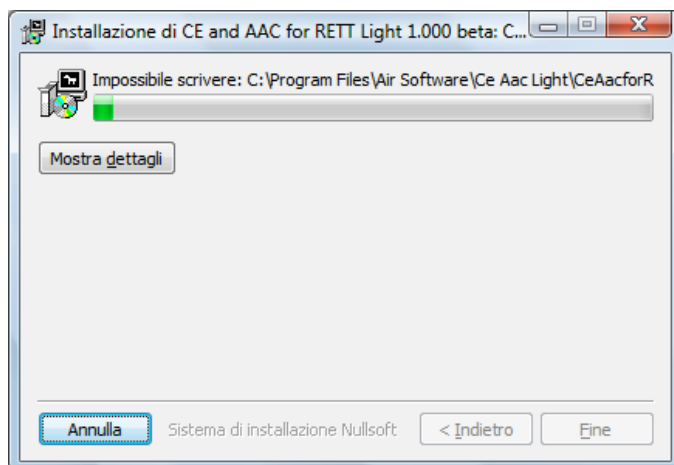 Installazione di CE and AAC for RETT Light 1.000 beta: C...
Impossibile scrivere: C:\Program Files\Air Software\Ce Aac Light\CeAacforR
Mostra dettagli
Annulla
Sistema di installazione Nullsoft
< Indietro
Fine